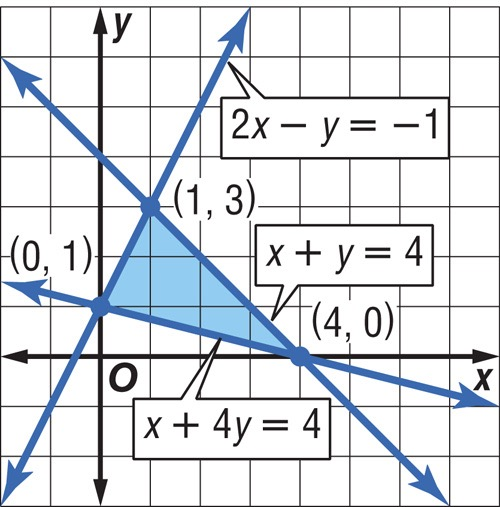 y
2x − y = −1
(1, 3)
(0, 1)
x + y = 4
(4, 0)
O
x
x + 4y = 4